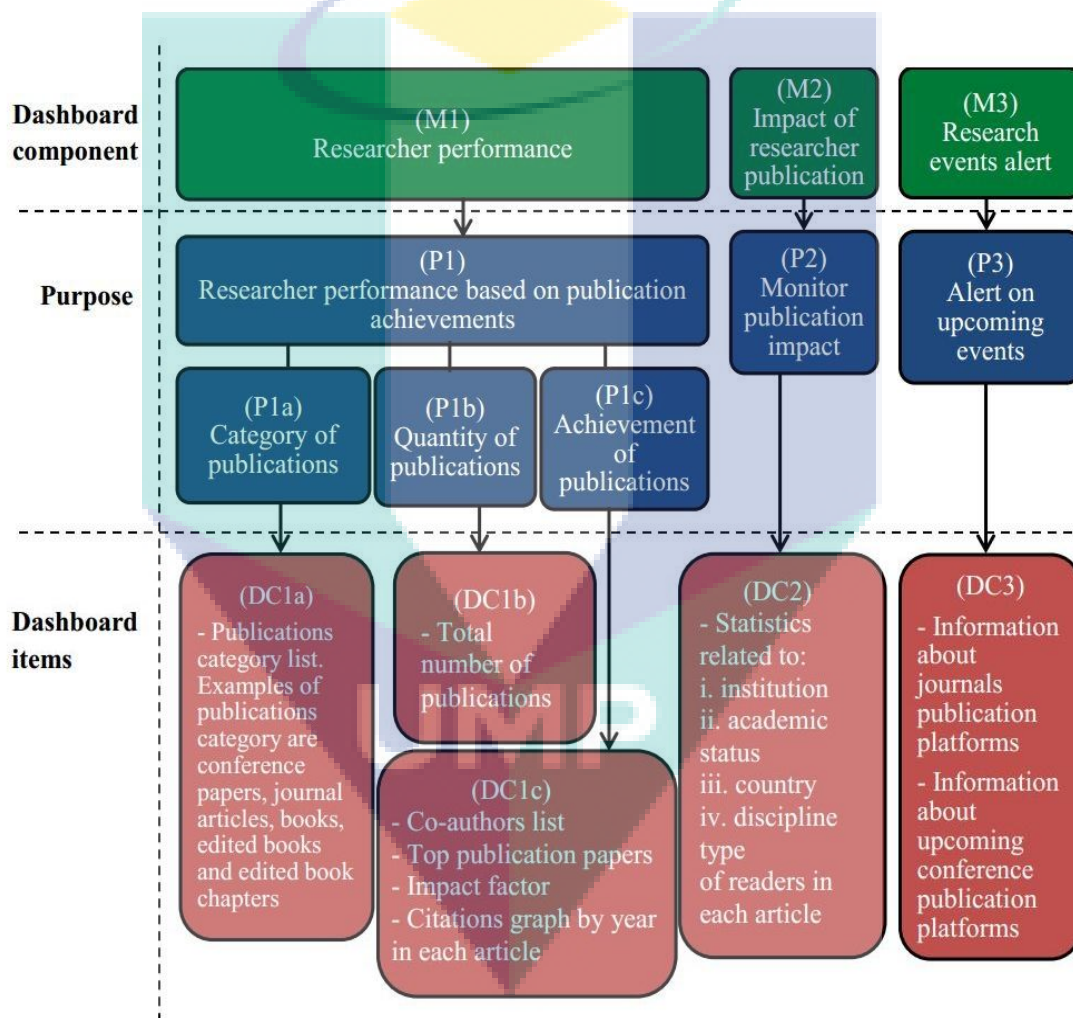 Dashboard
component
(M1)
Researcher performance
(M2)
Impact of
researcher
publication
(M3)
Research
events alert
Purpose
(P1)
Researcher performance based on publication
achievements
(P2)
Monitor
publication
impact
(P3)
Alert on
upcoming
events
(P1a)
Category of
publications
(P1b)
Quantity of
publications
(P1c)
Achievement
of
publications
Dashboard
items
(DC1a)
- Publications
category list.
Examples of
publications
category are
conference
papers, journal
articles, books,
edited books
and edited book
chapters
(DC1b)
- Total
number of
publications
(DC1c)
- Co-authors list
- Top publication papers
- Impact factor
- Citations graph by year
in each article
(DC2)
- Statistics
related to:
i. institution
ii. academic
status
iii. country
iv. discipline
type
of readers in
each article
(DC3)
- Information
about
journals
publication
platforms
- Information
about
upcoming
conference
publication
platforms
UMP